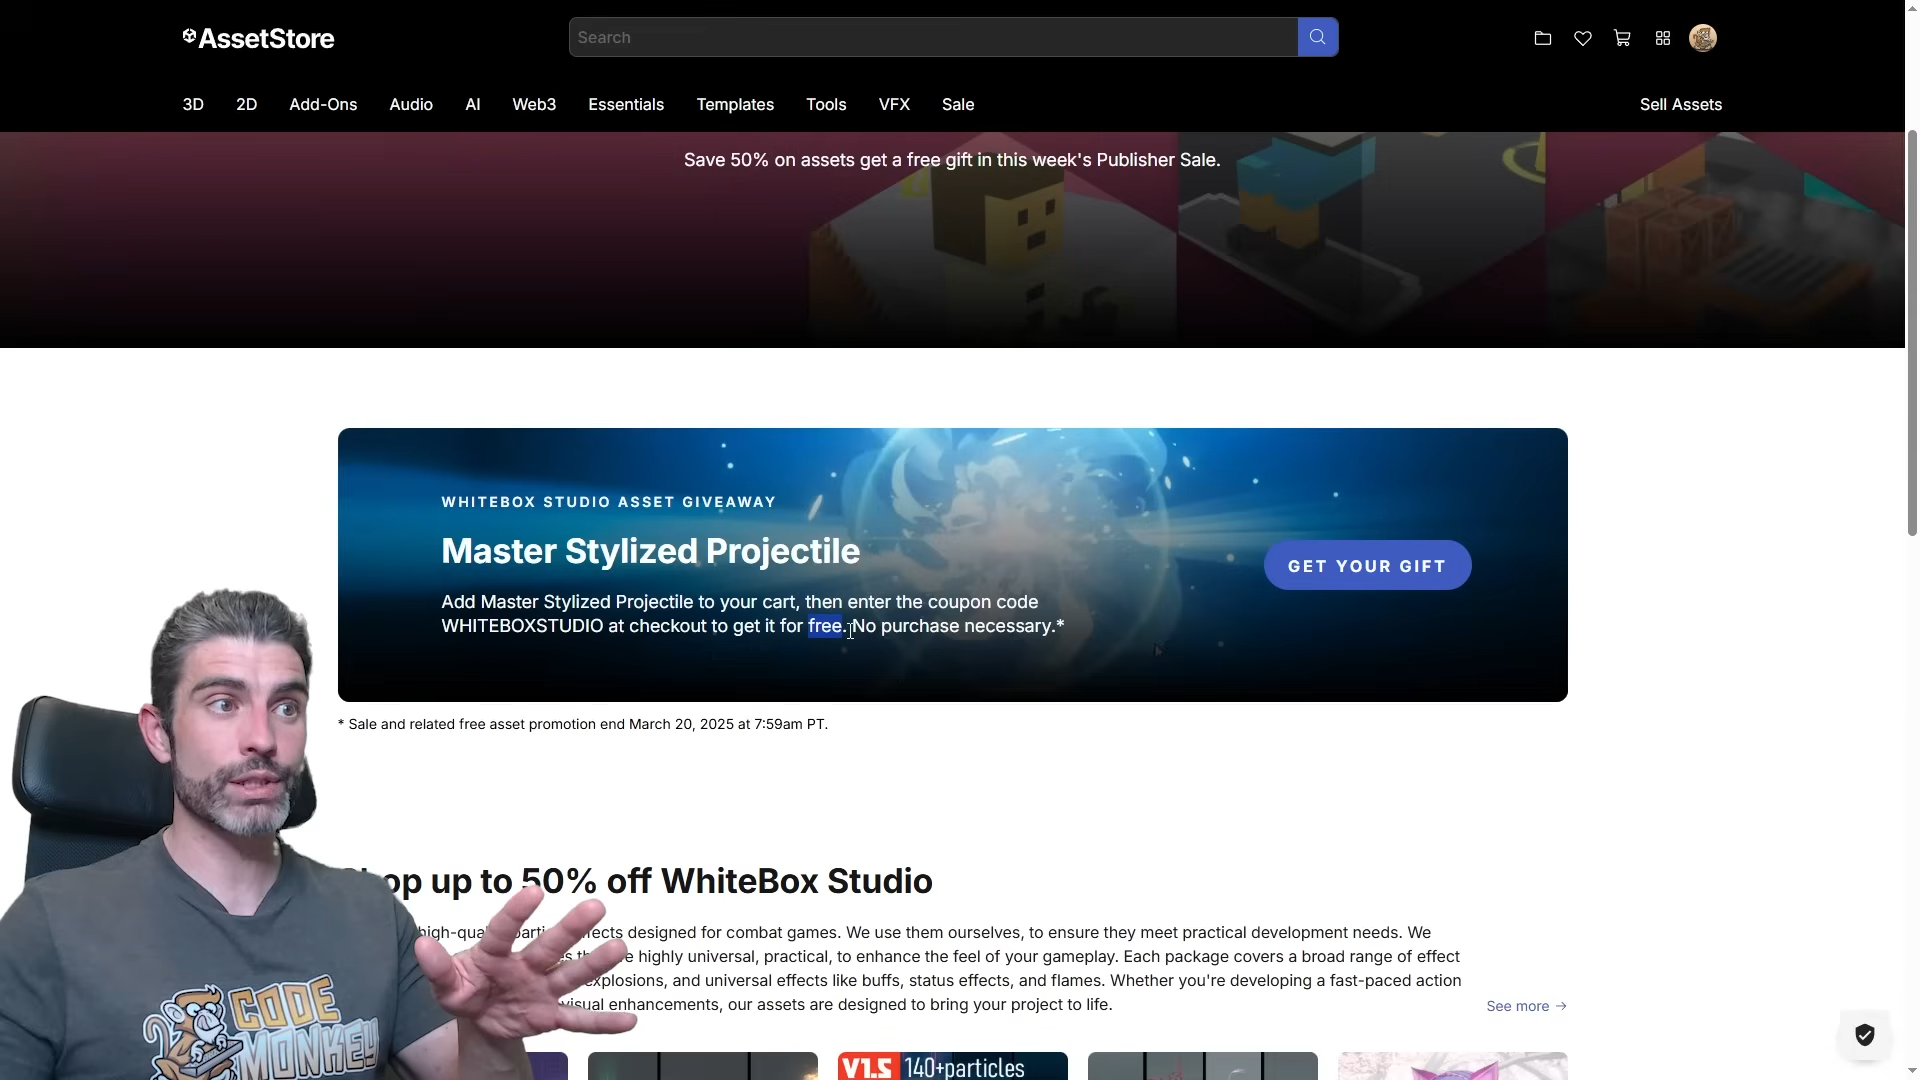 AssetStore
Search
3D 2D Add-Ons Audio AI Web3 Essentials Templates Tools VFX Sale Sell Assets
Save 50% on assets get a free gift in this week's Publisher Sale.
WHITEBOX STUDIO ASSET GIVEAWAY
Master Stylized Projectile
Add Master Stylized Projectile to your cart, then enter the coupon code
WHITEBOXSTUDIO at checkout to get it for free. No purchase necessary.*
GET YOUR GIFT
* Sale and related free asset promotion end March 20, 2025 at 7:59am PT.
up to 50% off WhiteBox Studio
designed for combat games. We use them ourselves, to ensure they meet practical development needs. We
highly universal, practical, to enhance the feel of your gameplay. Each package covers a broad range of effect
explosions, and universal effects like buffs, status effects, and flames. Whether you're developing a fast-paced action
visual enhancements, our assets are designed to bring your project to life.
See more →
CODE
MONKEY
V1.5 140+particles